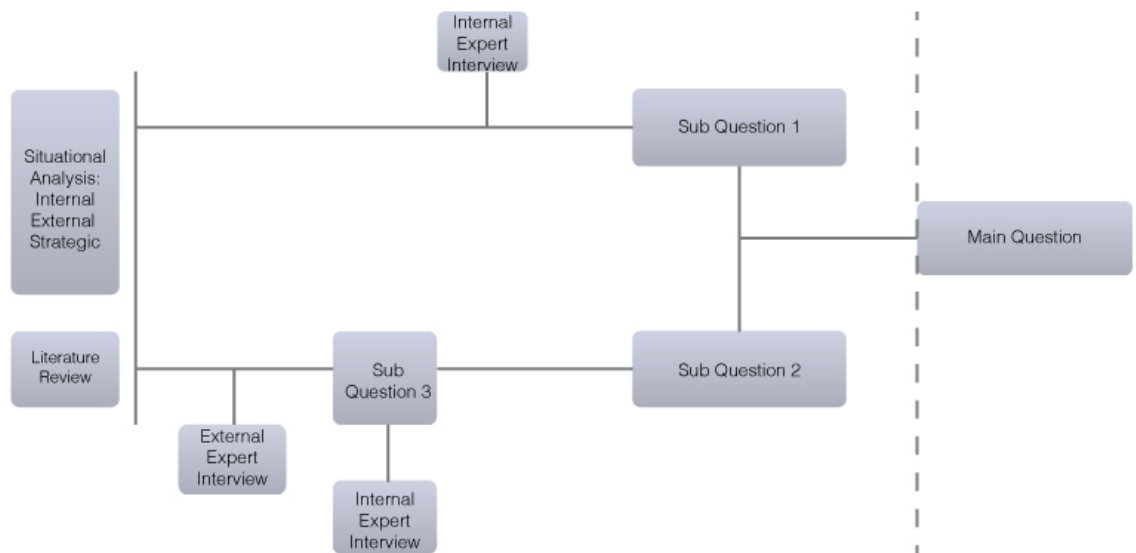 Internal
Expert
Interview
Sub Question 1
Situational
Analysis:
Internal
External
Strategic
Main Question
Literature
Review
Sub
Question 3
Sub Question 2
External
Expert
Interview
Internal
Expert
Interview